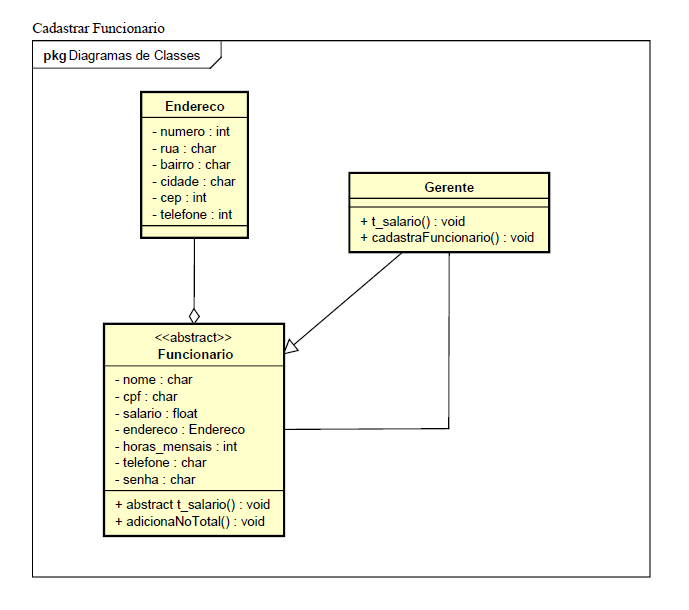 Cadastrar Funcionario
pkg Diagramas de Classes
Endereco
- numero : int
- rua : char
- bairro : char
- cidade : char
- cep : int
- telefone : int
Gerente
+ t_salario() : void
+ cadastraFuncionario() : void
<<abstract>>
Funcionario
- nome : char
- cpf : char
- salario : float
- endereco : Endereco
- horas_mensais : int
- telefone : char
- senha : char
+ abstract t_salario() : void
+ adicionaNoTotal() : void